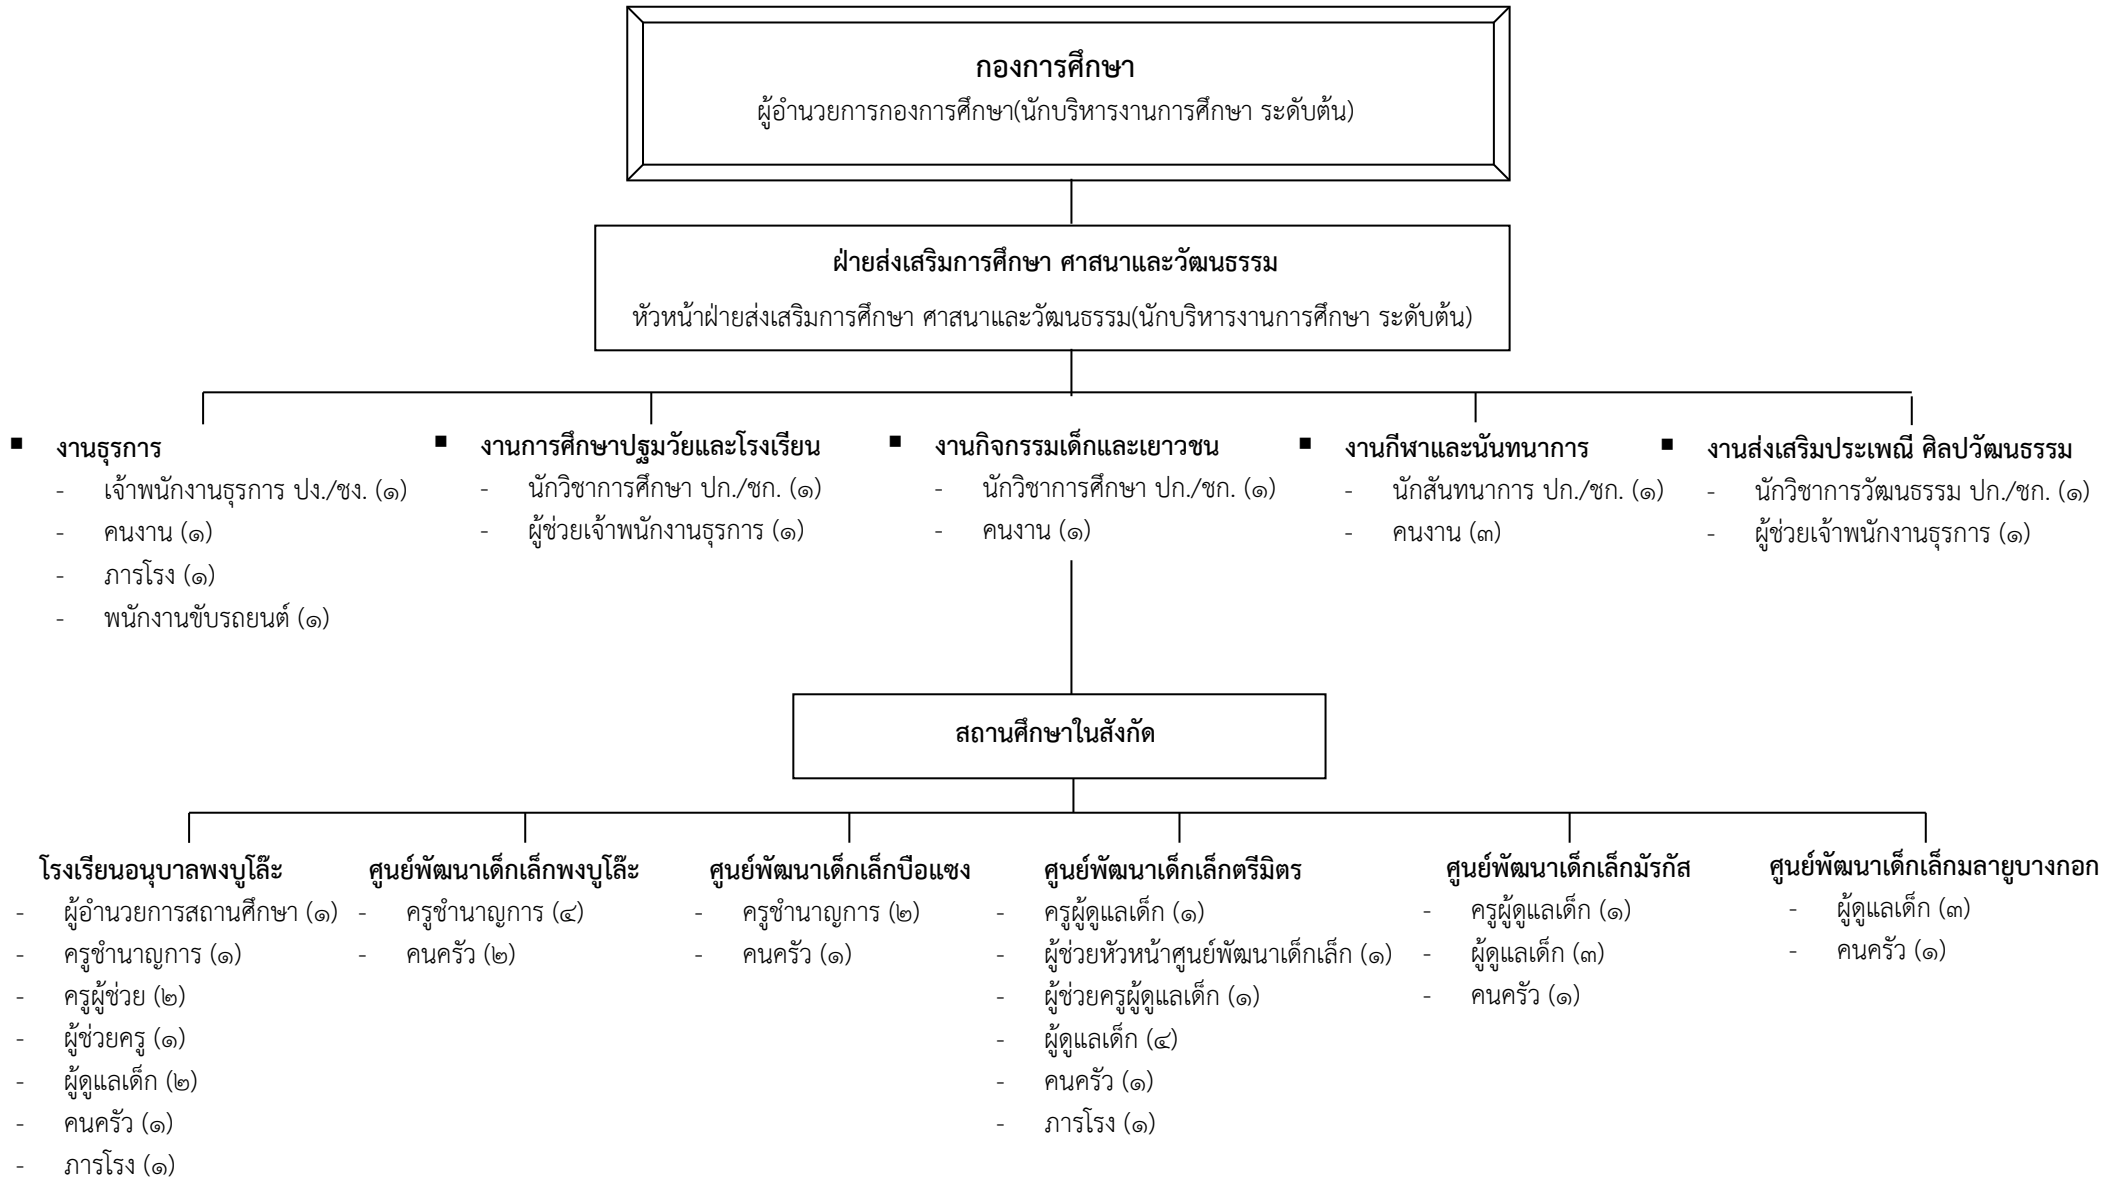 กองการศึกษา
ผู้อำนวยการกองการศึกษา(นักบริหารงานการศึกษา ระดับต้น)
ฝ่ายส่งเสริมการศึกษา ศาสนาและวัฒนธรรม
หัวหน้าฝ่ายส่งเสริมการศึกษา ศาสนาและวัฒนธรรม(นักบริหารงานการศึกษา ระดับต้น)
▪ งานธุรการ
- เจ้าพนักงานธุรการ ปง./ชง. (๑)
- คนงาน (๑)
- ภารโรง (๑)
- พนักงานขับรถยนต์ (๑)
▪ งานการศึกษาปฐมวัยและโรงเรียน
- นักวิชาการศึกษา ปก./ชก. (๑)
- ผู้ช่วยเจ้าพนักงานธุรการ (๑)
▪ งานกิจกรรมเด็กและเยาวชน
- นักวิชาการศึกษา ปก./ชก. (๑)
- คนงาน (๑)
▪ งานกีฬาและนันทนาการ
- นักสันทนาการ ปก./ชก. (๑)
- คนงาน (๓)
▪ งานส่งเสริมประเพณี ศิลปวัฒนธรรม
- นักวิชาการวัฒนธรรม ปก./ชก. (๑)
- ผู้ช่วยเจ้าพนักงานธุรการ (๑)
สถานศึกษาในสังกัด
โรงเรียนอนุบาลพงบูโล๊ะ
- ผู้อำนวยการสถานศึกษา (๑)
- ครูชำนาญการ (๑)
- ครูผู้ช่วย (๒)
- ผู้ช่วยครู (๑)
- ผู้ดูแลเด็ก (๒)
- คนครัว (๑)
- ภารโรง (๑)
ศูนย์พัฒนาเด็กเล็กพงบูโล๊ะ
- ครูชำนาญการ (๔)
- คนครัว (๒)
ศูนย์พัฒนาเด็กเล็กบือแซง
- ครูชำนาญการ (๒)
- คนครัว (๑)
ศูนย์พัฒนาเด็กเล็กตรีมิตร
- ครูผู้ดูแลเด็ก (๑)
- ผู้ช่วยหัวหน้าศูนย์พัฒนาเด็กเล็ก (๑)
- ผู้ช่วยครูผู้ดูแลเด็ก (๑)
- ผู้ดูแลเด็ก (๔)
- คนครัว (๑)
- ภารโรง (๑)
ศูนย์พัฒนาเด็กเล็กมัรกัส
- ครูผู้ดูแลเด็ก (๑)
- ผู้ดูแลเด็ก (๓)
- คนครัว (๑)
ศูนย์พัฒนาเด็กเล็กมลายูบางกอก
- ผู้ดูแลเด็ก (๓)
- คนครัว (๑)